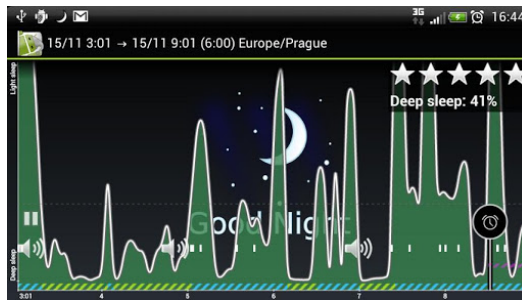 3G
16:44
15/11 3:01 → 15/11 9:01 (6:00) Europe/Prague
Light sleep
Deep sleep: 41%
Good Night
Deep sleep
3:01 4 5 6 7 8